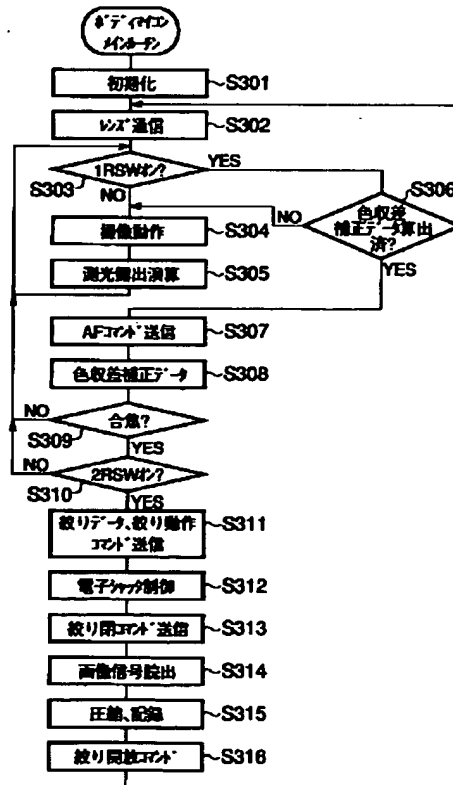 ボディマイコン
メインルーチン
初期化
S301
レンズ通信
S302
1RSWオン?
YES
S303
NO
S306
色収差
補正データ算出
済?
NO
YES
撮像動作
S304
測光露出演算
S305
AFコマンド送信
S307
色収差補正データ
S308
NO
合焦?
S309
YES
NO
2RSWオン?
S310
YES
絞りデータ、絞り動作
コマンド送信
S311
電子シャッタ制御
S312
絞り閉コマンド送信
S313
画像信号読出
S314
圧縮、記録
S315
絞り開放コマンド
S316